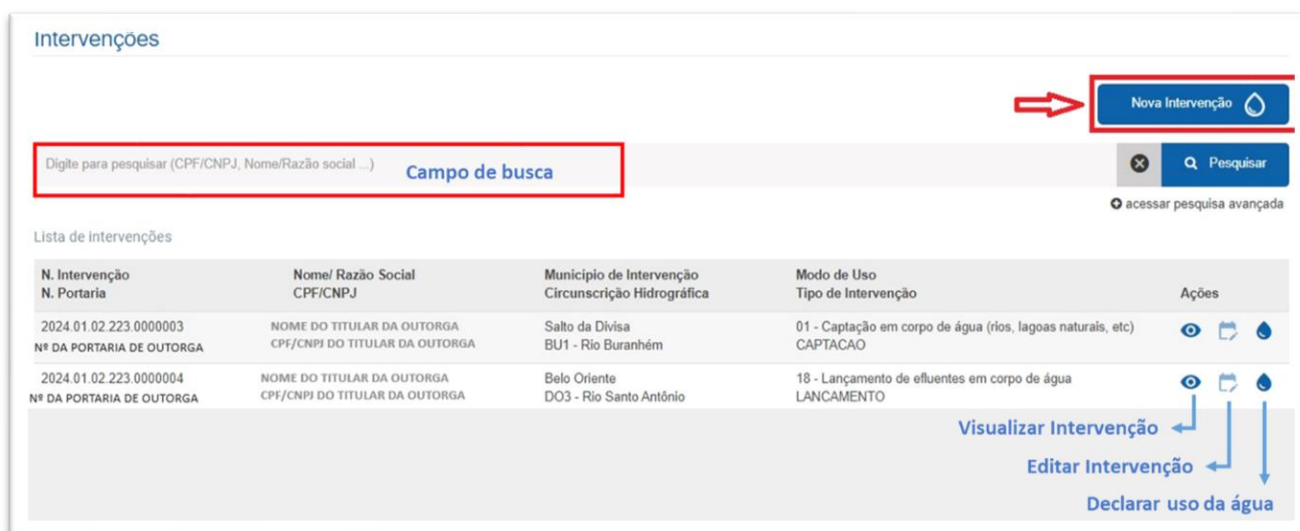 Intervenções
Nova Intervenção
Digite para pesquisar (CPF/CNPJ, Nome/Razão social ...)
Campo de busca
Pesquisar
acessar pesquisa avançada
Lista de intervenções
N. Intervenção Nome/ Razão Social Municipio de Intervenção Modo de Uso
N. Portaria CPF/CNPJ Circunscrição Hidrográfica Tipo de Intervenção Ações
2024.01.02.223.0000003 NOME DO TITULAR DA OUTORGA Salto da Divisa 01 - Captação em corpo de água (rios, lagoas naturais, etc)
Nº DA PORTARIA DE OUTORGA CPF/CNPJ DO TITULAR DA OUTORGA BU1 - Rio Buranhém CAPTACAO
2024.01.02.223.0000004 NOME DO TITULAR DA OUTORGA Belo Oriente 18 - Lançamento de efluentes em corpo de água
Nº DA PORTARIA DE OUTORGA CPF/CNPJ DO TITULAR DA OUTORGA DO3 - Rio Santo Antônio LANCAMENTO
Visualizar Intervenção
Editar Intervenção
Declarar uso da água